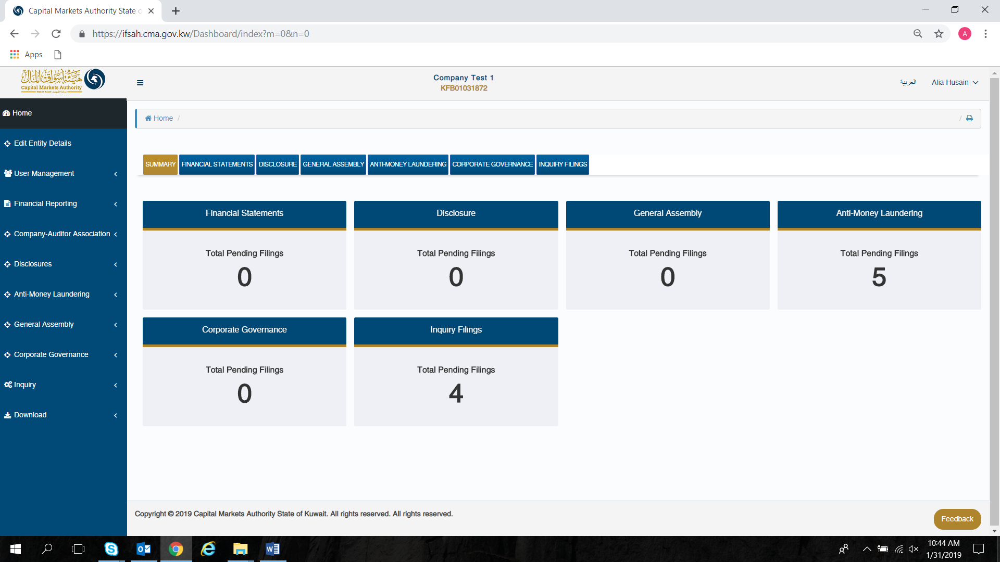 Capital Markets Authority State o
https://ifsah.cma.gov.kw/Dashboard/index?m=0&n=0
A
Apps
هيئة أسواق المال
Capital Markets Authority
Company Test 1
KFB01031872
العربية
Alia Husain
Home
Edit Entity Details
User Management
Financial Reporting
Company-Auditor Association
Disclosures
Anti-Money Laundering
General Assembly
Corporate Governance
Inquiry
Download
Home /
/
SUMMARY FINANCIAL STATEMENTS DISCLOSURE GENERAL ASSEMBLY ANTI-MONEY LAUNDERING CORPORATE GOVERNANCE INQUIRY FILINGS
Financial Statements
Total Pending Filings
0
Disclosure
Total Pending Filings
0
General Assembly
Total Pending Filings
0
Anti-Money Laundering
Total Pending Filings
5
Corporate Governance
Total Pending Filings
0
Inquiry Filings
Total Pending Filings
4
Copyright © 2019 Capital Markets Authority State of Kuwait. All rights reserved. All rights reserved.
Feedback
10:44 AM
1/31/2019